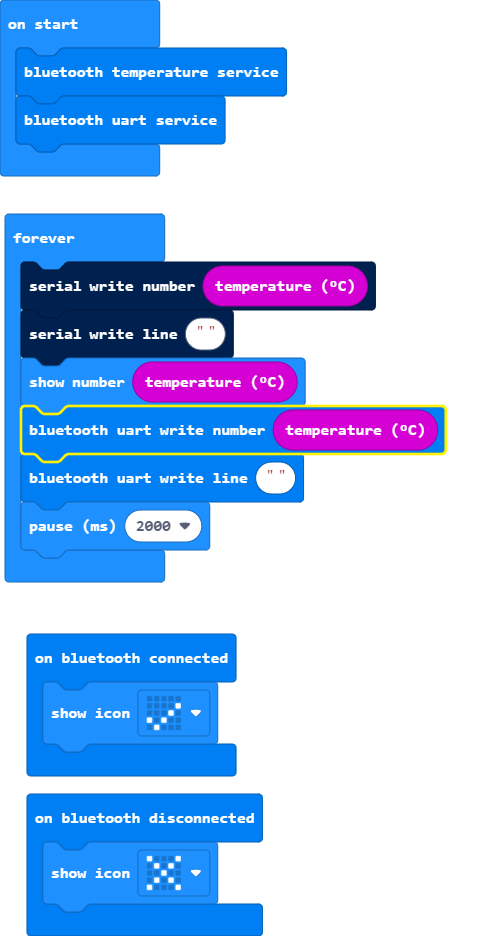 on start
bluetooth temperature service
bluetooth uart service
forever
serial write number temperature (ºC)
serial write line " "
show number temperature (ºC)
bluetooth uart write number temperature (ºC)
bluetooth uart write line " "
pause (ms) 2000
on bluetooth connected
show icon
on bluetooth disconnected
show icon